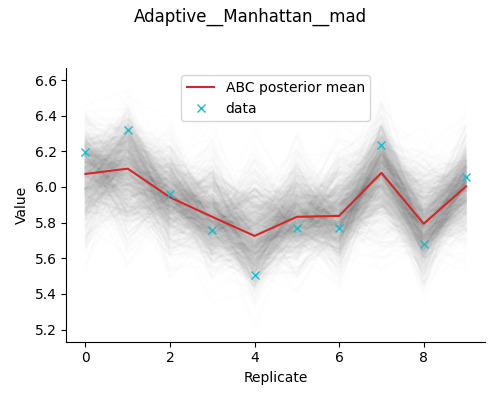 Adaptive__Manhattan__mad
ABC posterior mean
data
Value
6.6
6.4
6.2
6.0
5.8
5.6
5.4
5.2
0 2 4 6 8
Replicate